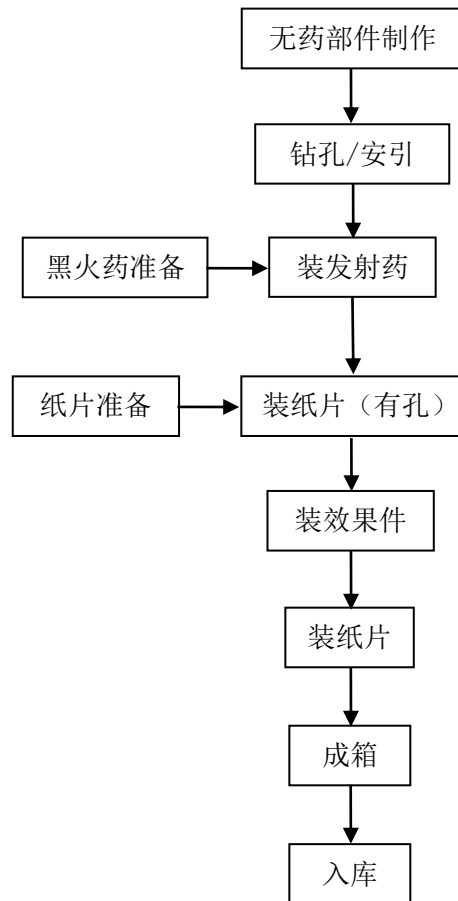 无药部件制作
钻孔/安引
黑火药准备
装发射药
纸片准备
装纸片（有孔）
装效果件
装纸片
成箱
入库